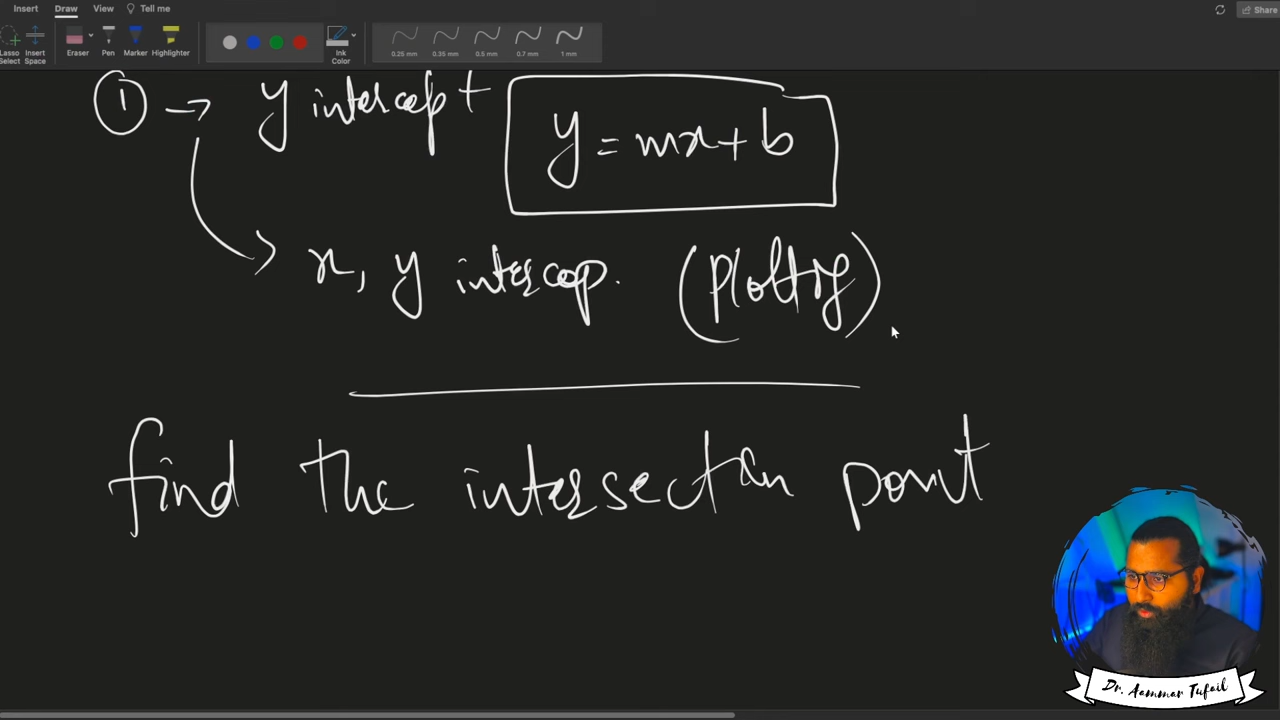 Insert Draw View Tell me
Share
Lasso Select Insert Space Eraser Pen Marker Highlighter Ink Color 0.25 mm 0.35 mm 0.5 mm 0.7 mm 1 mm
① → y intercept y = mx + b
x, y intercep. (Plotting)
find the intersection point
Dr. Aammar Tufail